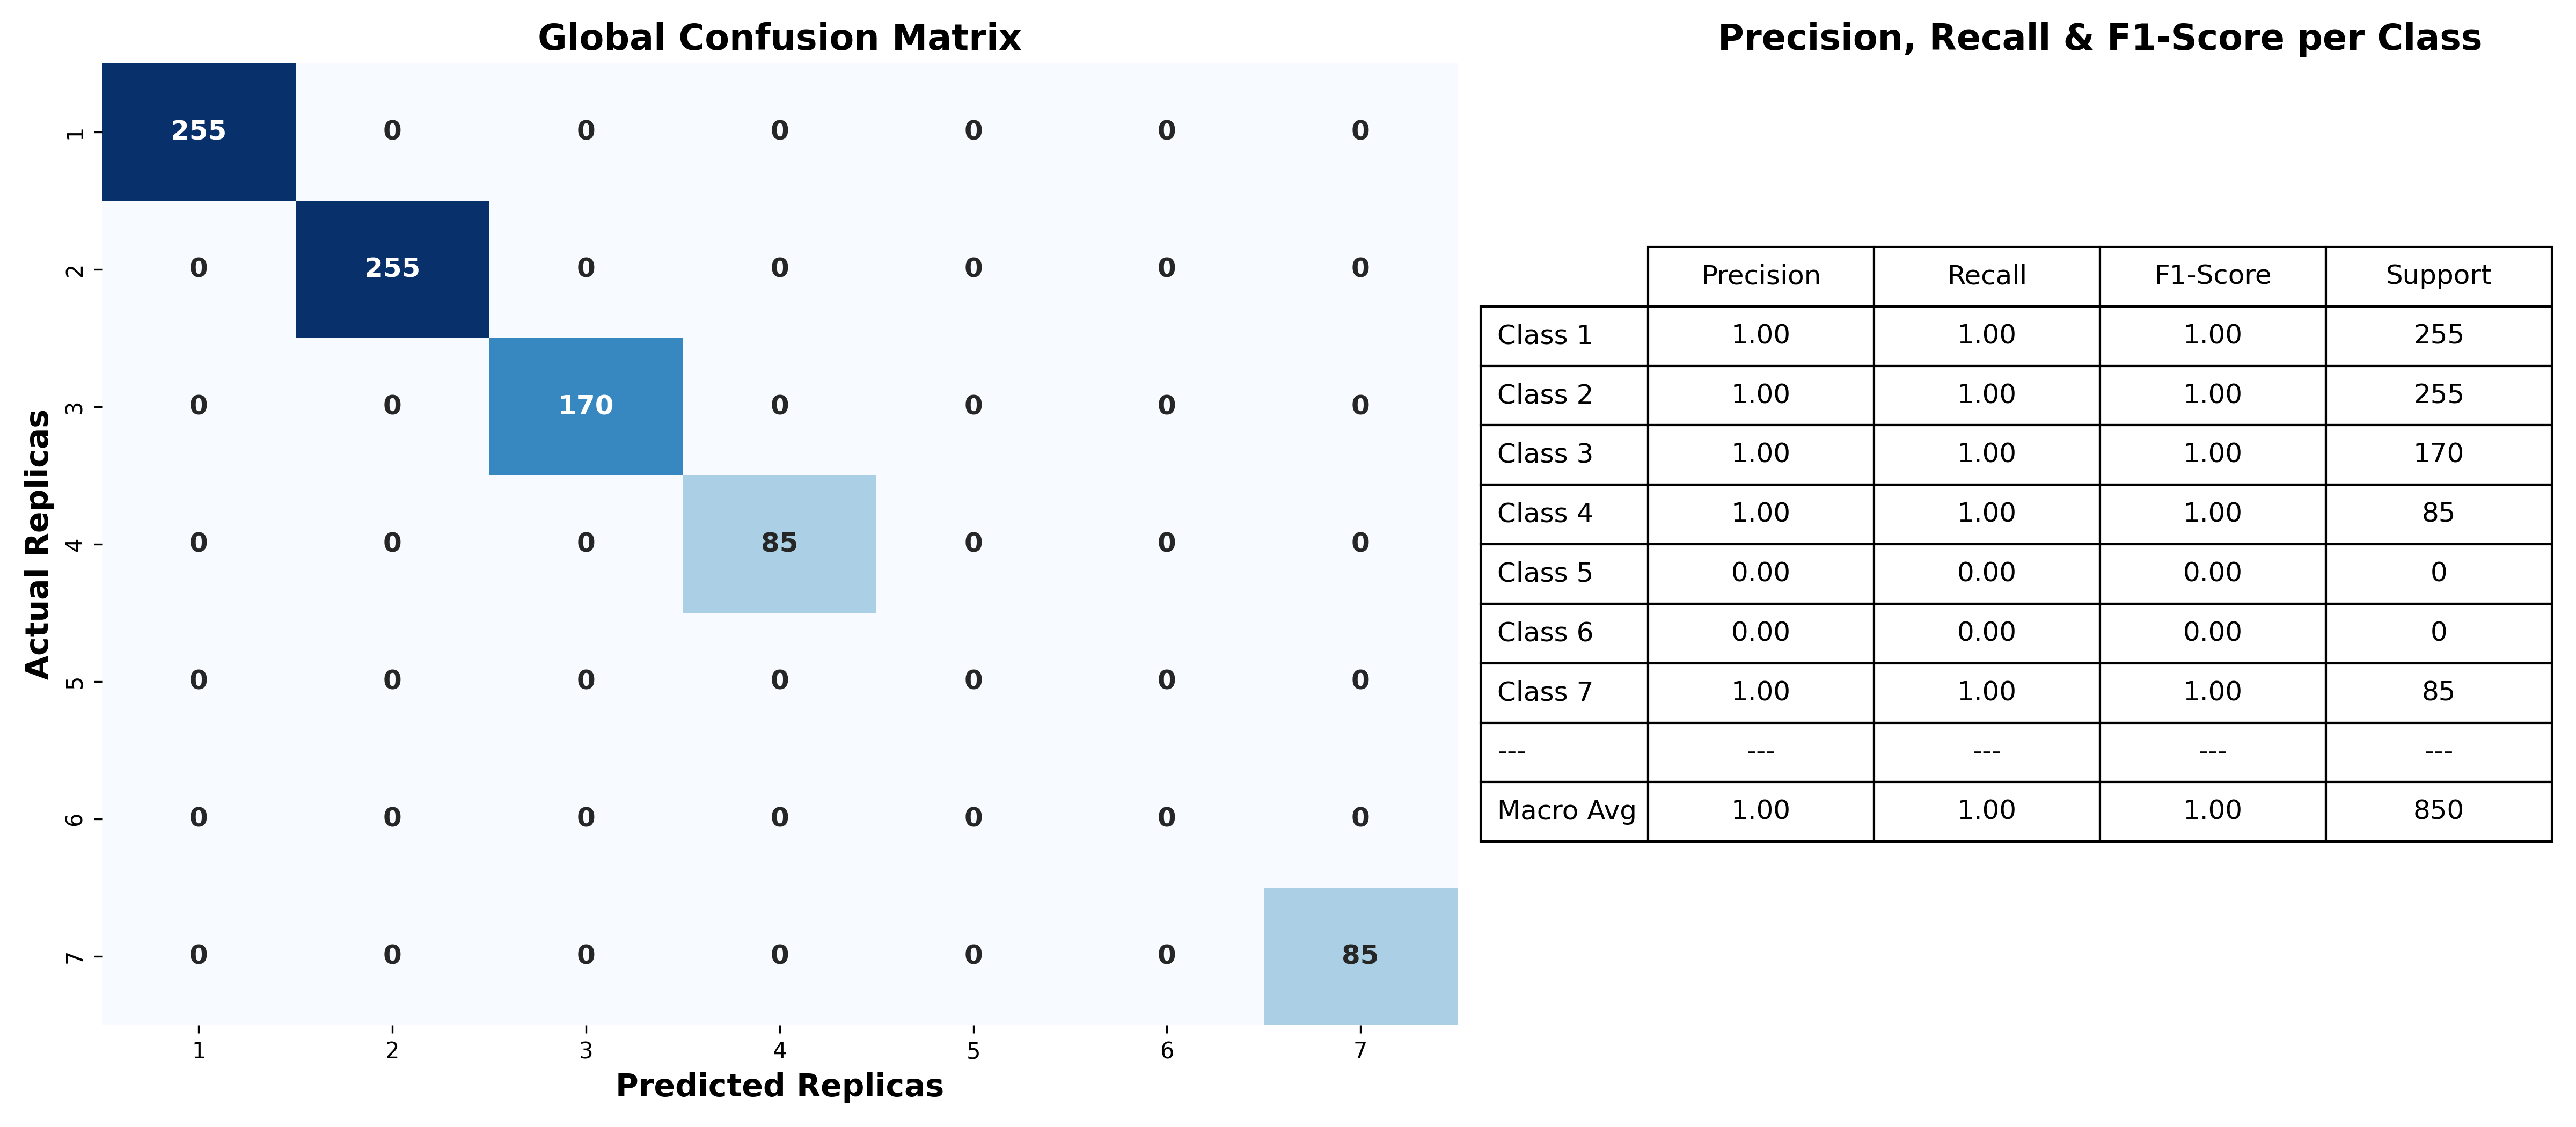 Global Confusion Matrix
1 255 0 0 0 0 0 0
2 0 255 0 0 0 0 0
3 0 0 170 0 0 0 0
4 0 0 0 85 0 0 0
5 0 0 0 0 0 0 0
6 0 0 0 0 0 0 0
7 0 0 0 0 0 0 85
Actual Replicas
1 2 3 4 5 6 7
Predicted Replicas
Precision, Recall & F1-Score per Class
Precision Recall F1-Score Support
Class 1 1.00 1.00 1.00 255
Class 2 1.00 1.00 1.00 255
Class 3 1.00 1.00 1.00 170
Class 4 1.00 1.00 1.00 85
Class 5 0.00 0.00 0.00 0
Class 6 0.00 0.00 0.00 0
Class 7 1.00 1.00 1.00 85
--- --- --- --- ---
Macro Avg 1.00 1.00 1.00 850